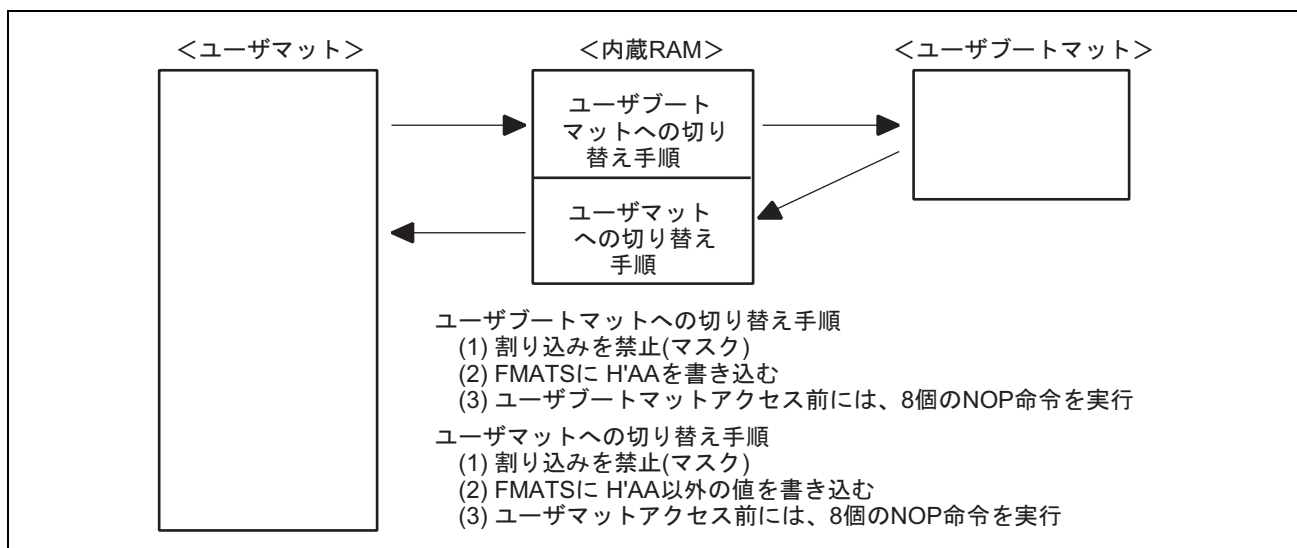 ＜ユーザマット＞
＜内蔵RAM＞
＜ユーザブートマット＞
ユーザブート
マットへの切り
替え手順
ユーザマット
への切り替え
手順
ユーザブートマットへの切り替え手順
(1) 割り込みを禁止(マスク)
(2) FMATSに H'AAを書き込む
(3) ユーザブートマットアクセス前には、8個のNOP命令を実行
ユーザマットへの切り替え手順
(1) 割り込みを禁止(マスク)
(2) FMATSに H'AA以外の値を書き込む
(3) ユーザマットアクセス前には、8個のNOP命令を実行